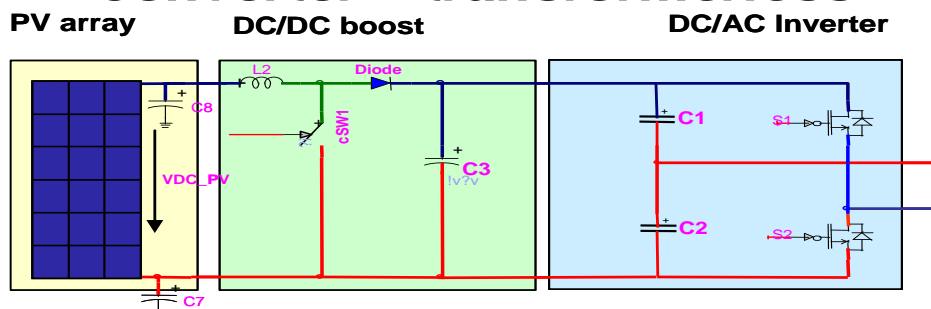 PV array
DC/DC boost
DC/AC Inverter
L2
Diode
C8
cSW1
C1
S1
VDC_PV
C3
!v?v
C2
S2
C7